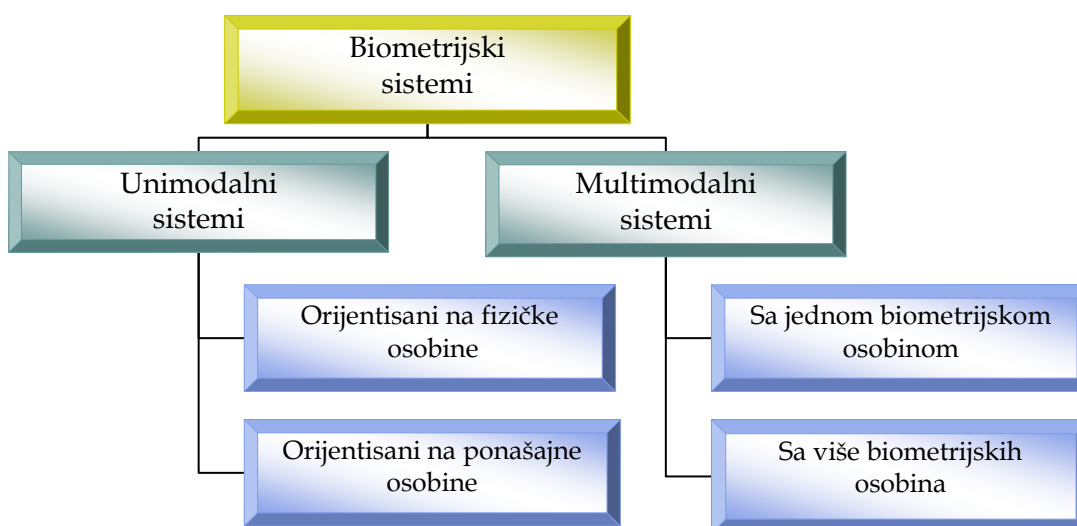 Biometrijski
sistemi
Unimodalni
sistemi
Multimodalni
sistemi
Orijentisani na fizičke
osobine
Sa jednom biometrijskom
osobinom
Orijentisani na ponašajne
osobine
Sa više biometrijskih
osobina